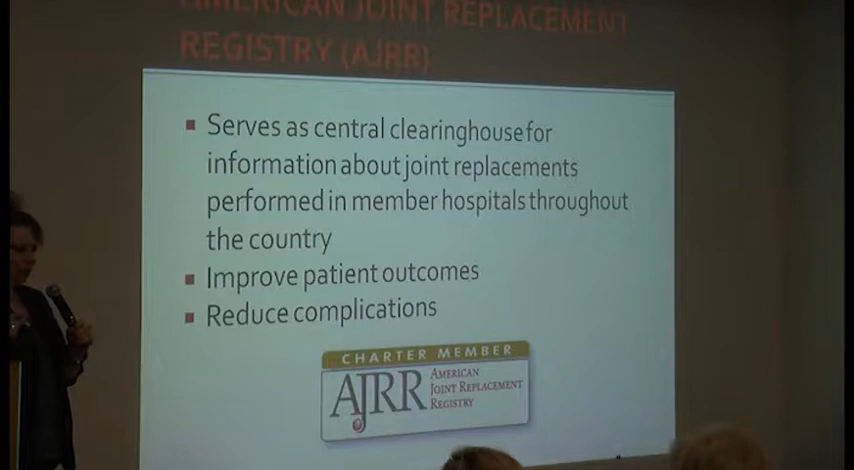 AMERICAN JOINT REPLACEMENT
REGISTRY (AJRR)
Serves as central clearinghouse for
information about joint replacements
performed in member hospitals throughout
the country
Improve patient outcomes
Reduce complications
CHARTER MEMBER
AJRR
AMERICAN
JOINT REPLACEMENT
REGISTRY